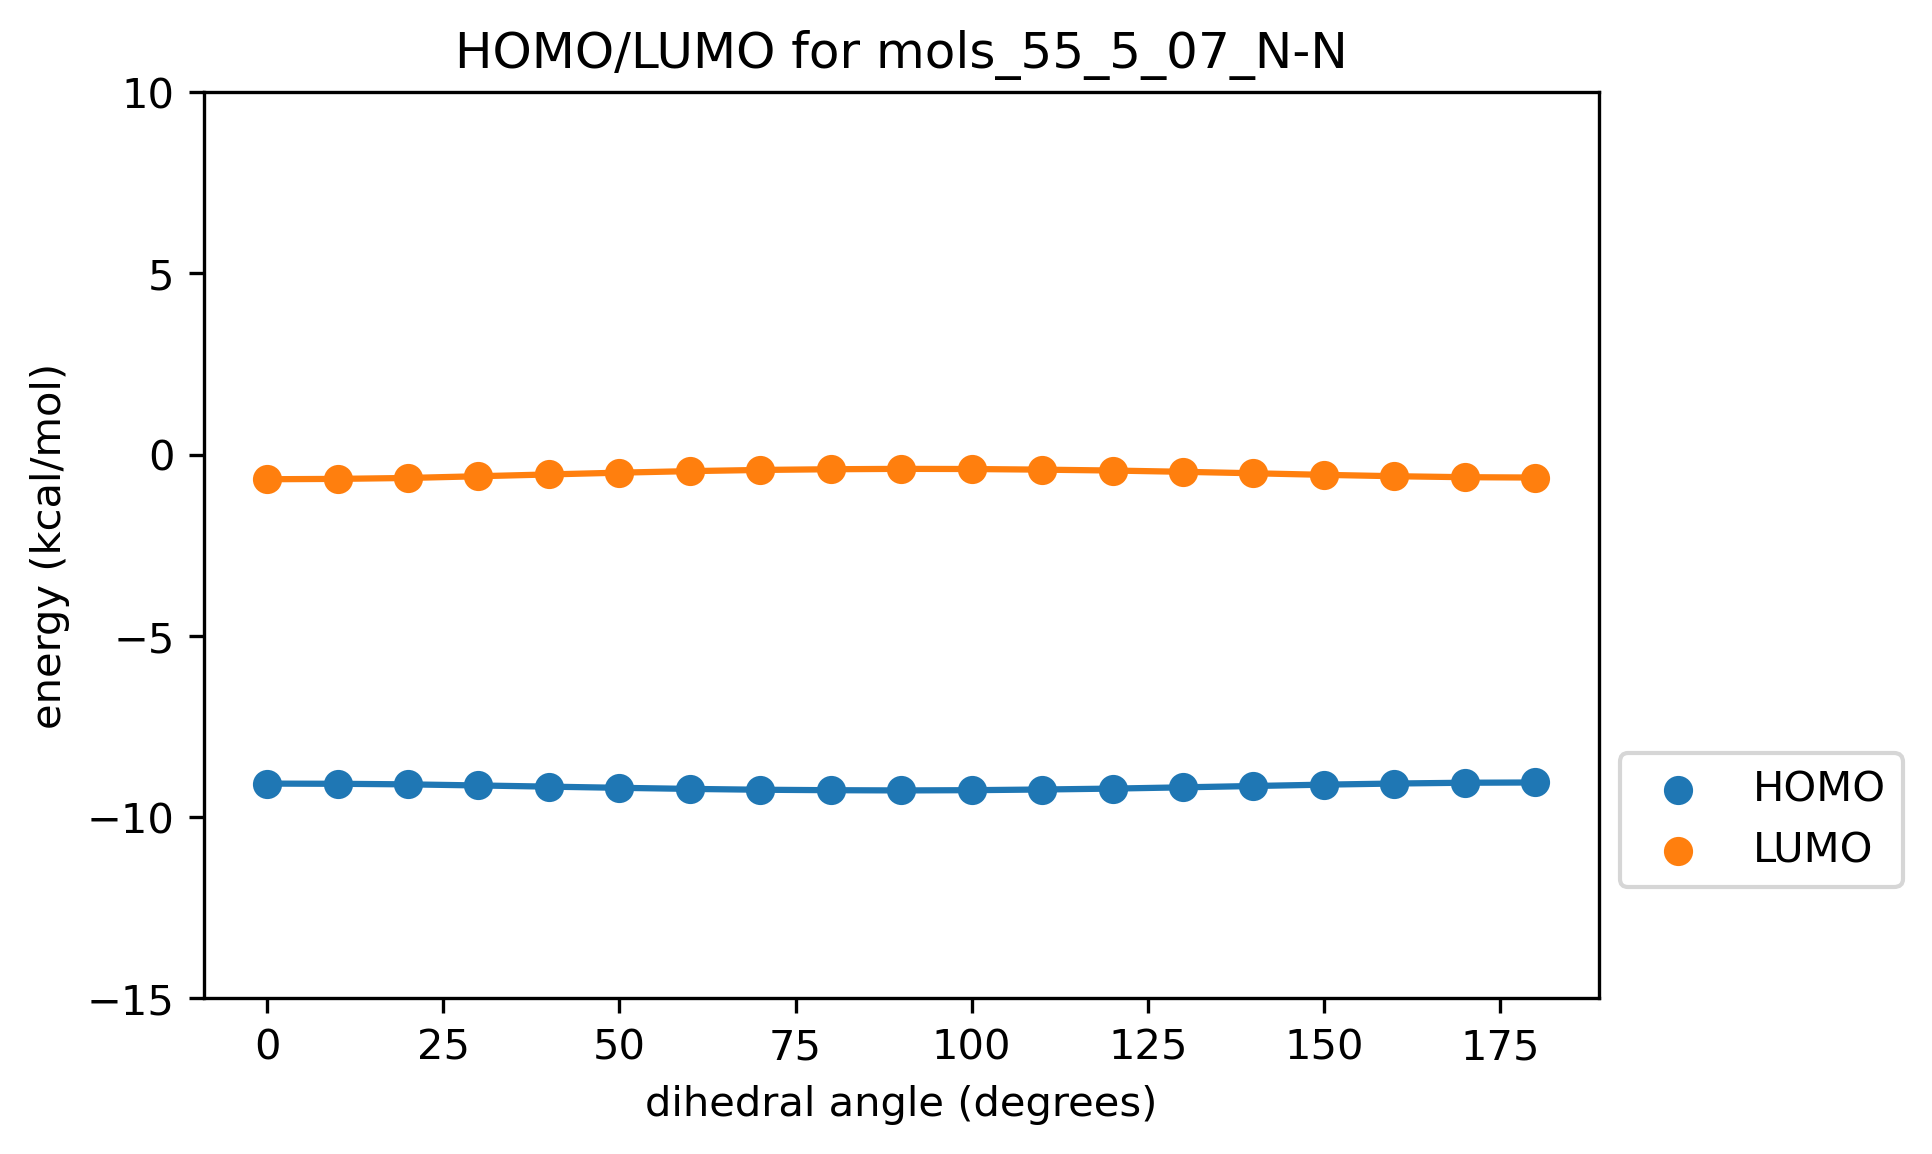 HOMO/LUMO for mols_55_5_07_N-N
10
5
0
−5
−10
−15
energy (kcal/mol)
0 25 50 75 100 125 150 175
dihedral angle (degrees)
HOMO
LUMO